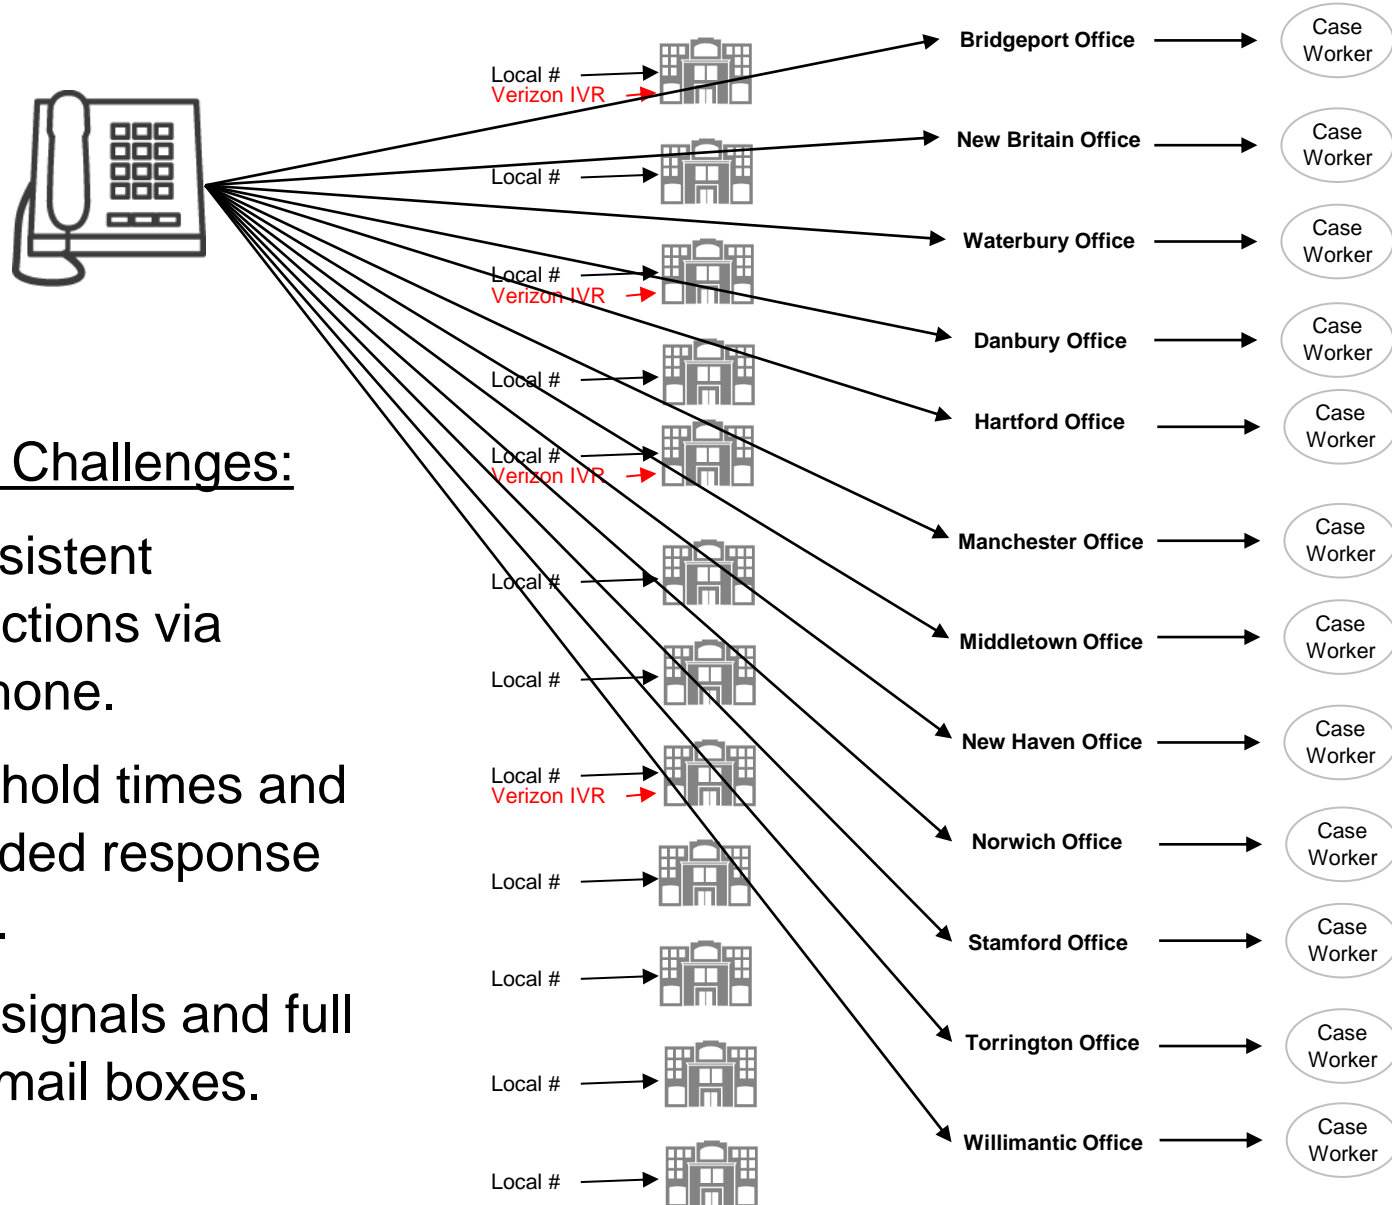 Challenges:
sistent
ctions via
hone.
hold times and
ded response
.
signals and full
mail boxes.
Local #
Verizon IVR
Bridgeport Office
Case
Worker
Local #
New Britain Office
Case
Worker
Local #
Verizon IVR
Waterbury Office
Case
Worker
Local #
Danbury Office
Case
Worker
Local #
Verizon IVR
Hartford Office
Case
Worker
Local #
Manchester Office
Case
Worker
Local #
Middletown Office
Case
Worker
Local #
Verizon IVR
New Haven Office
Case
Worker
Local #
Norwich Office
Case
Worker
Local #
Stamford Office
Case
Worker
Local #
Torrington Office
Case
Worker
Local #
Willimantic Office
Case
Worker